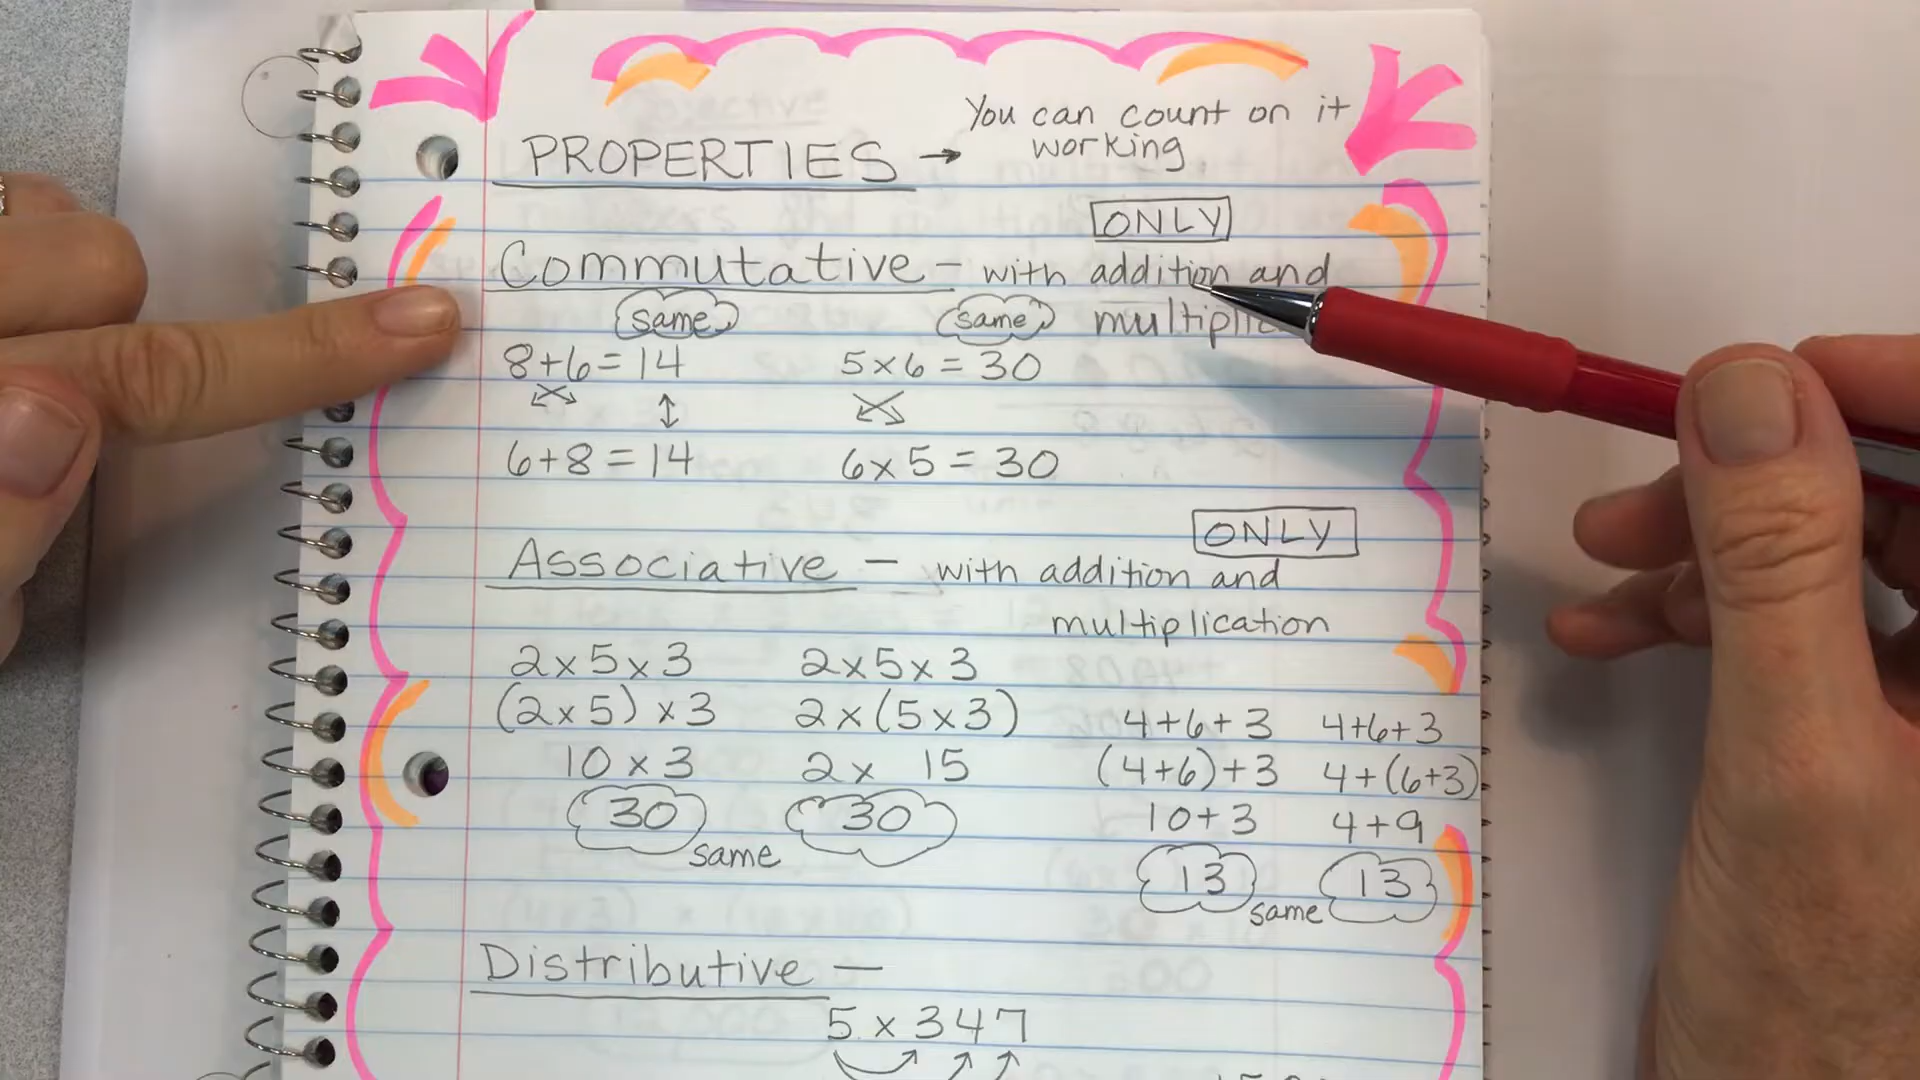 PROPERTIES → You can count on it
working
ONLY
Commutative - with addition and
same same
8+6=14 5×6=30
6+8=14 6×5=30
ONLY
Associative - with addition and
multiplication
2×5×3 2×5×3
(2×5)×3 2×(5×3) 4+6+3 4+6+3
10×3 2× 15 (4+6)+3 4+(6+3)
30 30 10+3 4+9
same
13 13
same
Distributive -
5×347